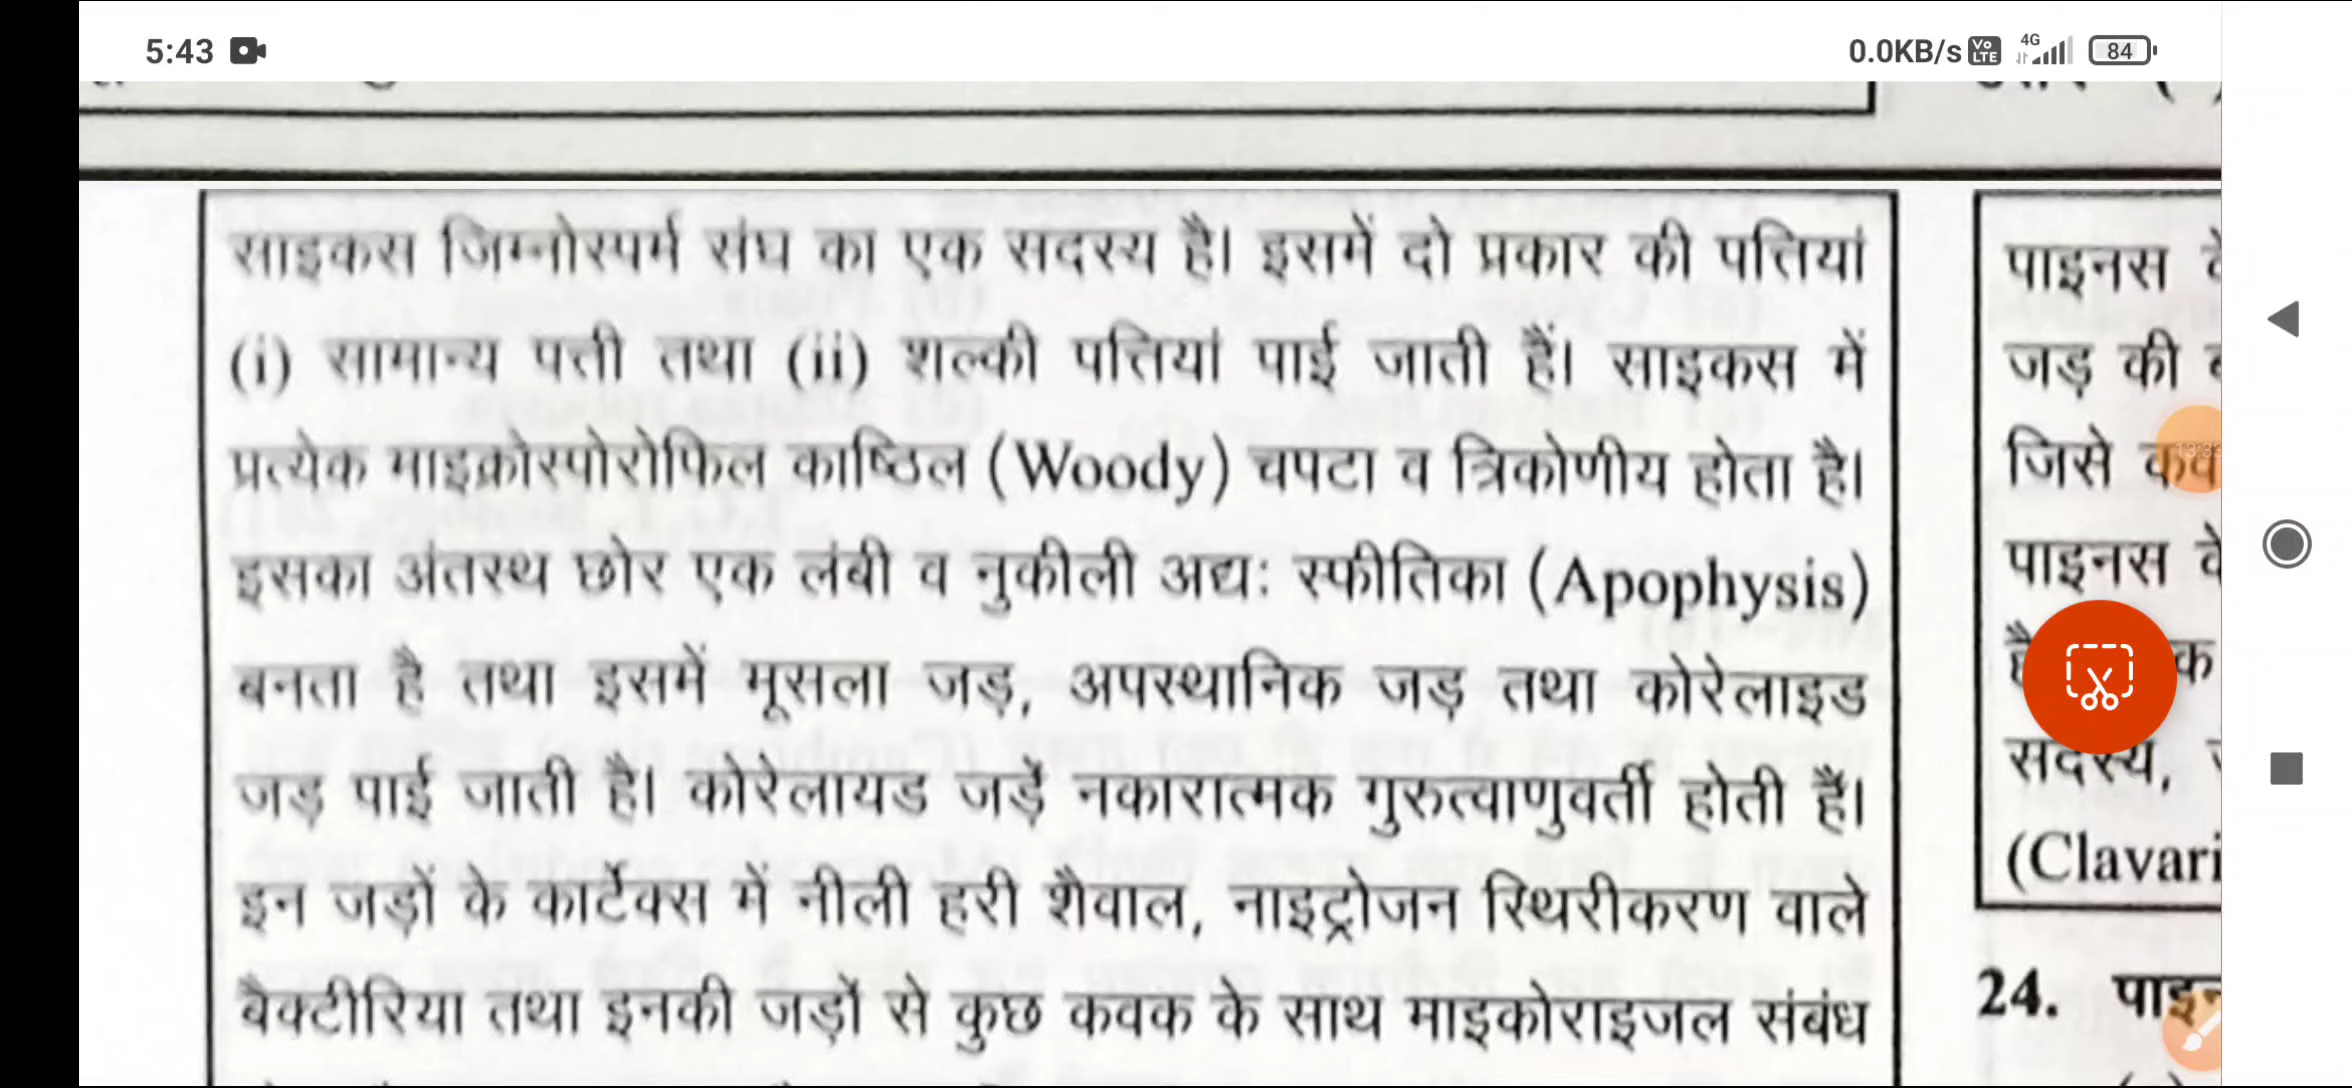 5:43
0.0KB/s Vo LTE 4G 84
साइकस जिम्नोस्पर्म संघ का एक सदस्य है। इसमें दो प्रकार की पत्तियां
(i) सामान्य पत्ती तथा (ii) शल्की पत्तियां पाई जाती हैं। साइकस में
प्रत्येक माइक्रोस्पोरोफिल काष्ठिल (Woody) चपटा व त्रिकोणीय होता है।
इसका अंतस्थ छोर एक लंबी व नुकीली अद्यः स्फीतिका (Apophysis)
बनता है तथा इसमें मूसला जड़, अपस्थानिक जड़ तथा कोरेलाइड
जड़ पाई जाती है। कोरेलायड जड़ें नकारात्मक गुरुत्वाणुवर्ती होती हैं।
इन जड़ों के कार्टेक्स में नीली हरी शैवाल, नाइट्रोजन स्थिरीकरण वाले
बैक्टीरिया तथा इनकी जड़ों से कुछ कवक के साथ माइकोराइजल संबंध
पाइनस
जड़ की
जिसे
पाइनस
सदस्य,
(Clavari
24.